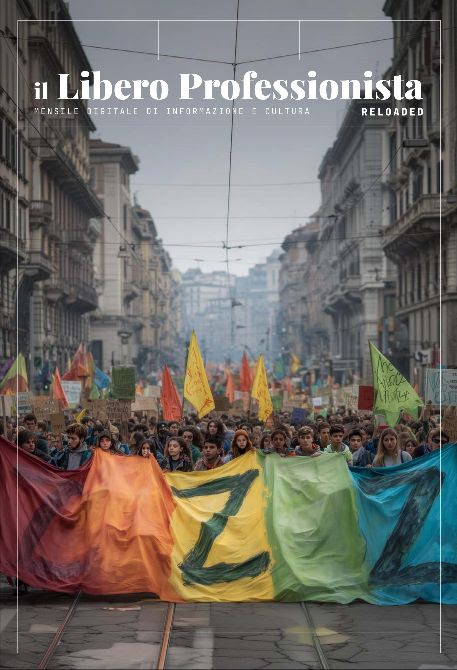 il Libero Professionista
MENSILE DIGITALE DI INFORMAZIONE E CULTURA
RELOADED
Z
Z